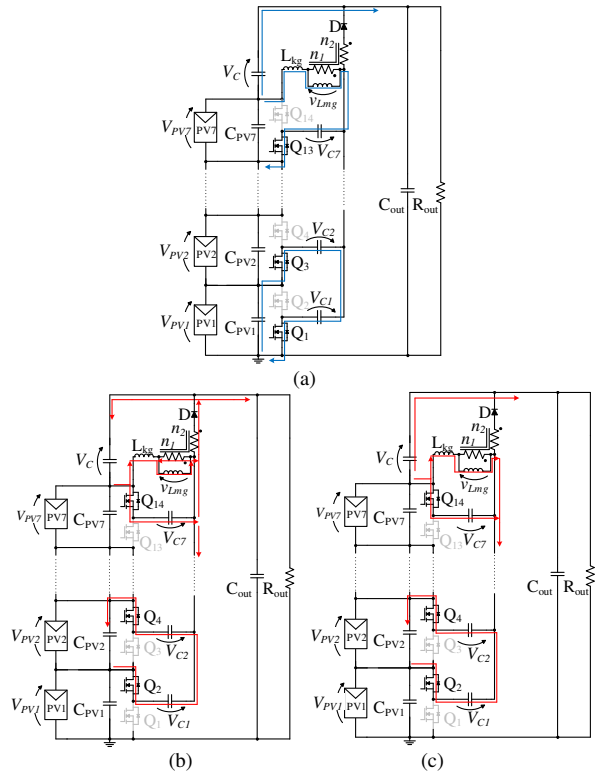 D
n2
Lkg
n1
VC
vLmg
Q14
VPV7
PV7
CPV7
Q13
VC7
Cout
Rout
Q4
VC2
VPV2
PV2
CPV2
Q3
Q2
VC1
VPV1
PV1
CPV1
Q1
(a)
D
n2
Lkg
n1
VC
vLmg
Q14
VPV7
PV7
CPV7
VC7
Q13
Cout
Rout
Q4
VPV2
PV2
CPV2
Q3
VC2
Q2
VPV1
PV1
CPV1
Q1
VC1
(b)
D
n2
Lkg
n1
VC
vLmg
Q14
VPV7
PV7
CPV7
VC7
Q13
Cout
Rout
Q4
VPV2
PV2
CPV2
Q3
VC2
Q2
VPV1
PV1
CPV1
Q1
VC1
(c)